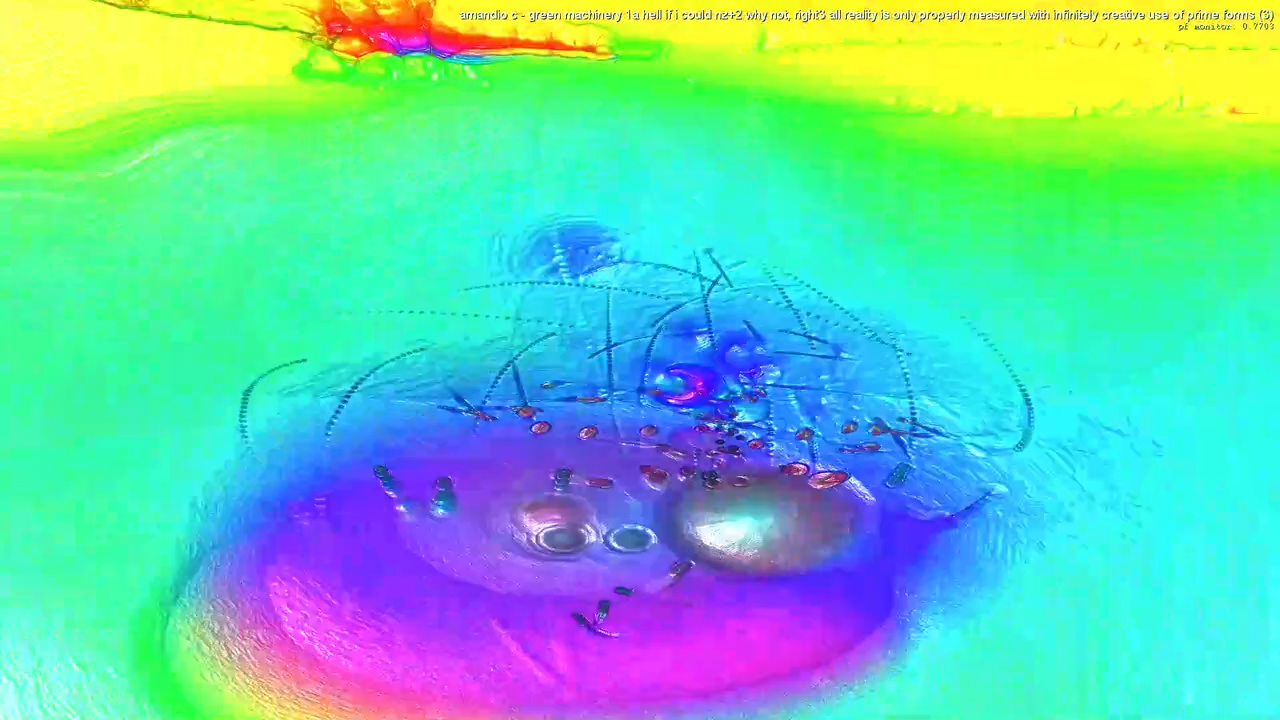 amandio c - green machinery 1a hell if i could nz+2 why not, right3 all reality is only properly measured with infinitely creative use of prime forms (3)
pf monitor: 0.7703